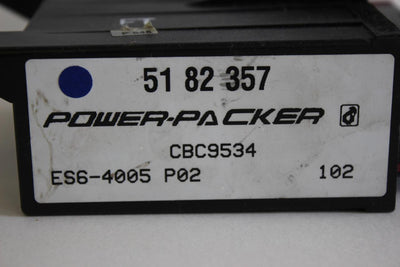 51 82 357
POWER-PACKER
CBC9534
ES6-4005 P02 102